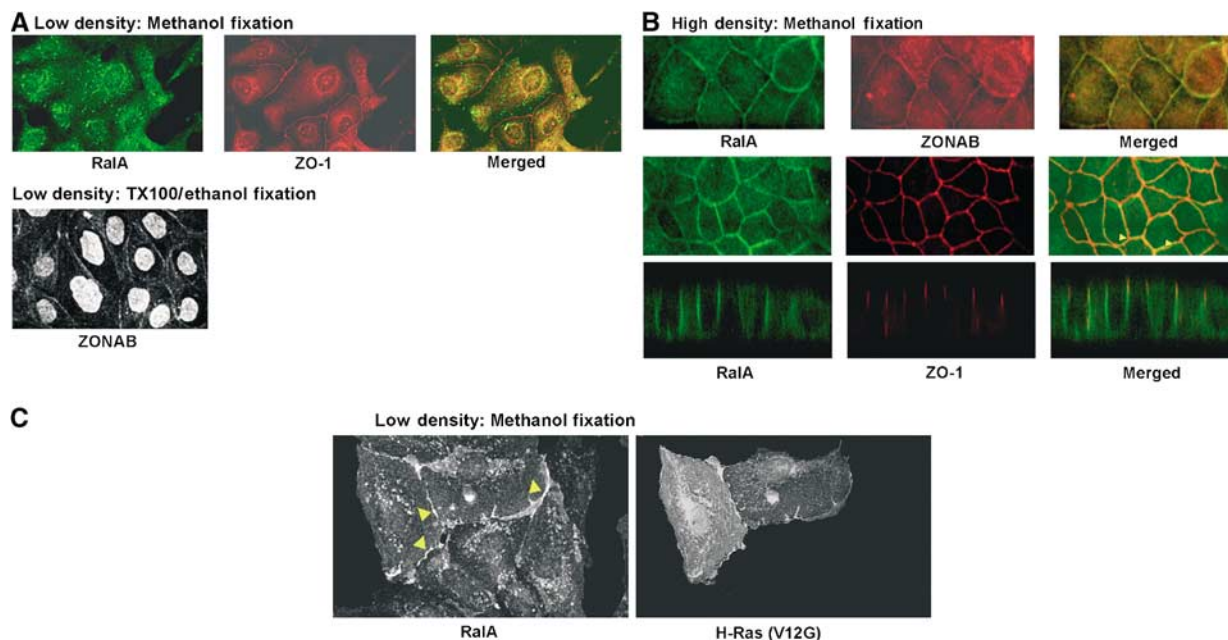 A Low density: Methanol fixation
RalA ZO-1 Merged
Low density: TX100/ethanol fixation
ZONAB
B High density: Methanol fixation
RalA ZONAB Merged
RalA ZO-1 Merged
C
Low density: Methanol fixation
RalA H-Ras (V12G)